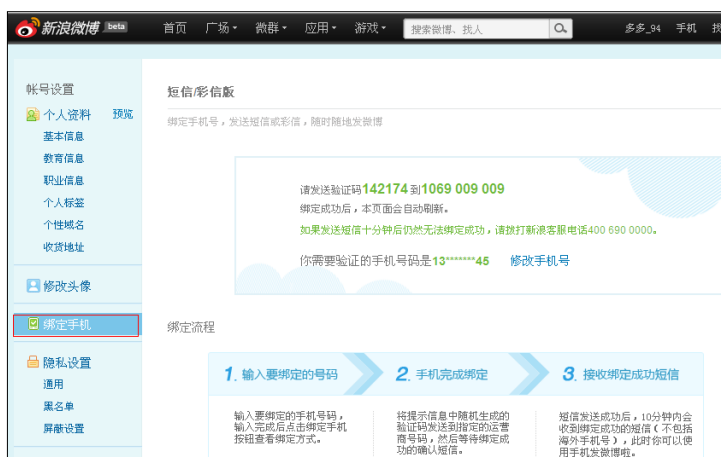 新浪微博 beta 首页 广场 微群 应用 游戏 搜索微博、找人 多多_94 手机
帐号设置
个人资料 预览
基本信息
教育信息
职业信息
个人标签
个性域名
收货地址
修改头像
绑定手机
隐私设置
通用
黑名单
屏蔽设置
短信/彩信版
绑定手机号，发送短信或彩信，随时随地发微博
请发送验证码142174 到1069 009 009
绑定成功后，本页面会自动刷新。
如果发送短信十分钟后仍然无法绑定成功，请拨打新浪客服电话400 690 0000。
你需要验证的手机号码是13*******45 修改手机号
绑定流程
1. 输入要绑定的号码
输入要绑定的手机号码，
输入完成后点击绑定手机
按钮查看绑定方式。
2. 手机完成绑定
将提示信息中随机生成的
验证码发送到指定的运营
商号码，然后等待绑定成
功的确认短信。
3. 接收绑定成功短信
短信发送成功后，10分钟内会
收到绑定成功的短信（不包括
海外手机号），此时你可以使
用手机发微博啦。